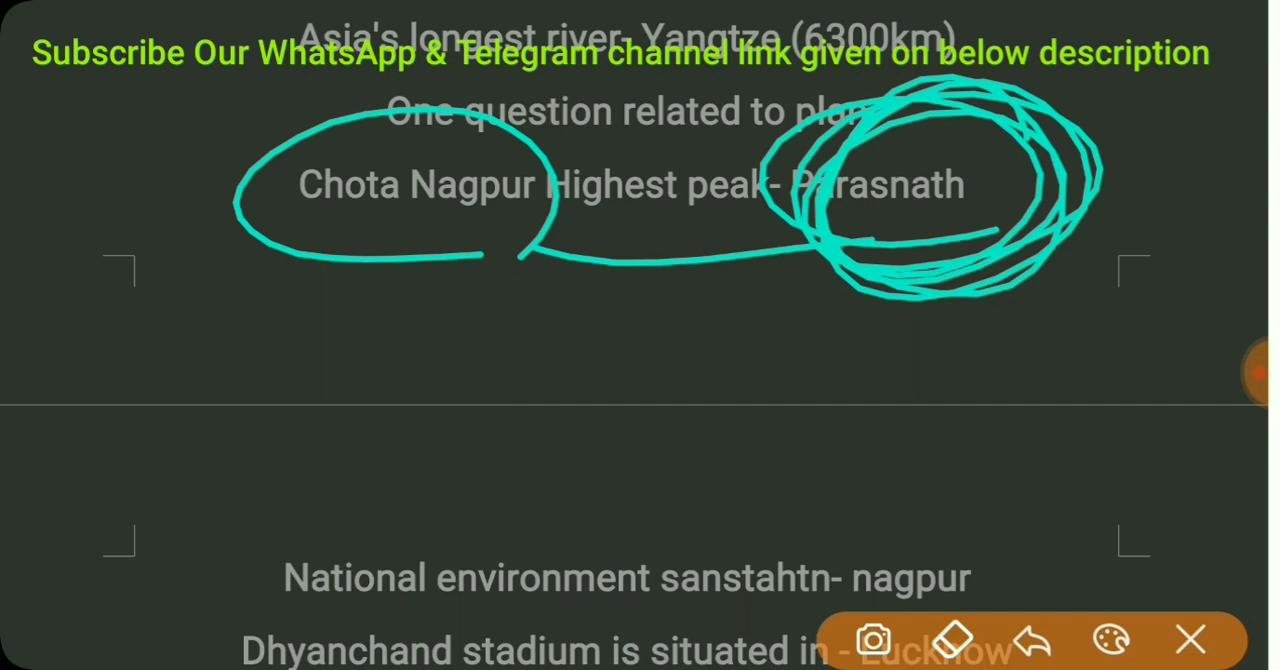 Asia's longest river- Yangtze (6300km)
Subscribe Our WhatsApp & Telegram channel link given on below description
One question related to
Chota Nagpur Highest peak- Parasnath
National environment sanstahtn- nagpur
Dhyanchand stadium is situated in - Lucknow